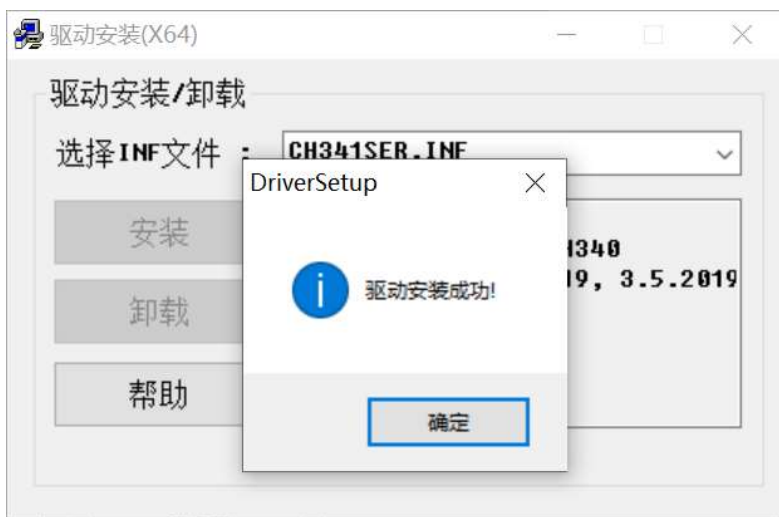 驱动安装(X64)
驱动安装/卸载
选择INF文件 :
CH341SER.INF
DriverSetup
安装
卸载
帮助
驱动安装成功!
确定
H340
19, 3.5.2019